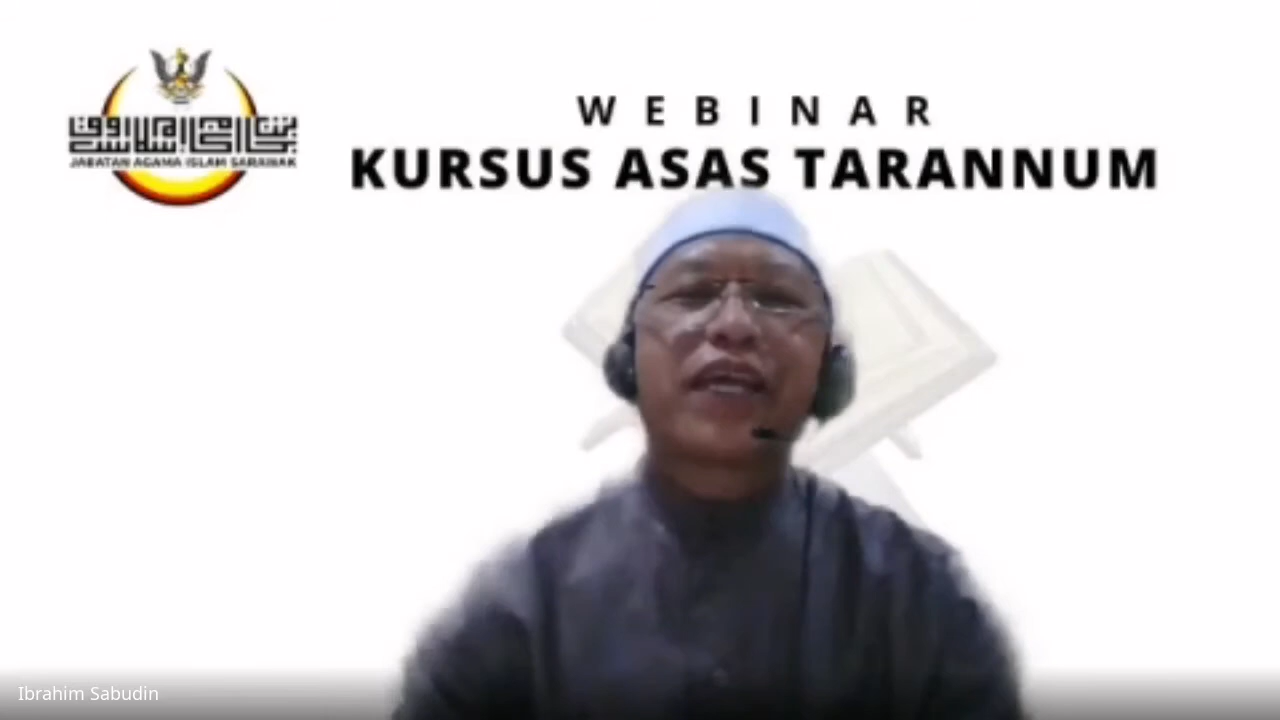 WEBINAR
KURSUS ASAS TARANNUM
JABATAN AGAMA ISLAM SARAWAK
Ibrahim Sabudin